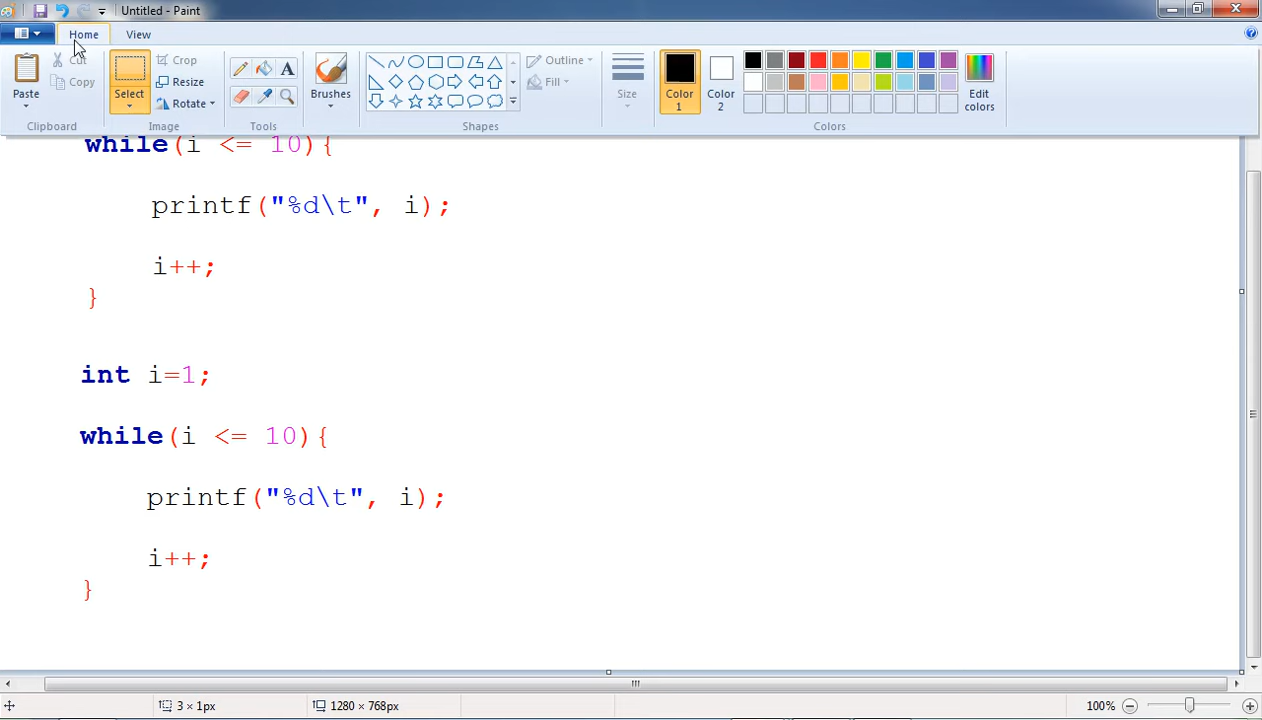 Untitled - Paint
Home View
Paste
Cut
Copy
Clipboard
Select
Crop
Resize
Rotate
Image
A
Tools
Brushes
Shapes
Outline
Fill
Size
Color 1
Color 2
Edit colors
Colors
while(i <= 10){
printf("%d\t", i);
i++;
}
int i=1;
while(i <= 10){
printf("%d\t", i);
i++;
}
3 × 1px
1280 × 768px
100%